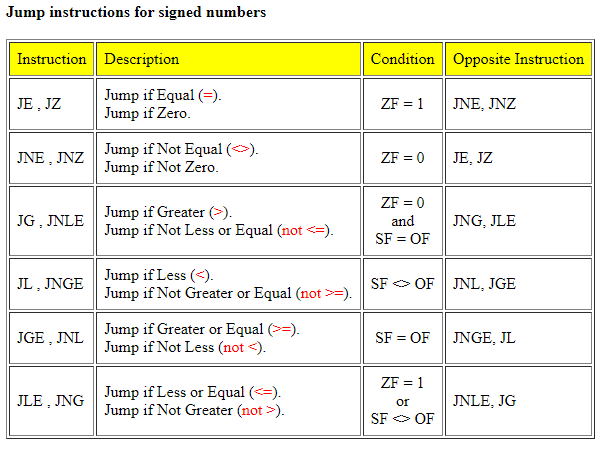 Jump instructions for signed numbers
Instruction Description Condition Opposite Instruction
JE , JZ
Jump if Equal (=).
Jump if Zero.
ZF = 1
JNE, JNZ
JNE , JNZ
Jump if Not Equal (<>).
Jump if Not Zero.
ZF = 0
JE, JZ
JG , JNLE
Jump if Greater (>).
Jump if Not Less or Equal (not <=).
ZF = 0
and
SF = OF
JNG, JLE
JL , JNGE
Jump if Less (<).
Jump if Not Greater or Equal (not >=).
SF <> OF
JNL, JGE
JGE , JNL
Jump if Greater or Equal (>=).
Jump if Not Less (not <).
SF = OF
JNGE, JL
JLE , JNG
Jump if Less or Equal (<=).
Jump if Not Greater (not >).
ZF = 1
or
SF <> OF
JNLE, JG